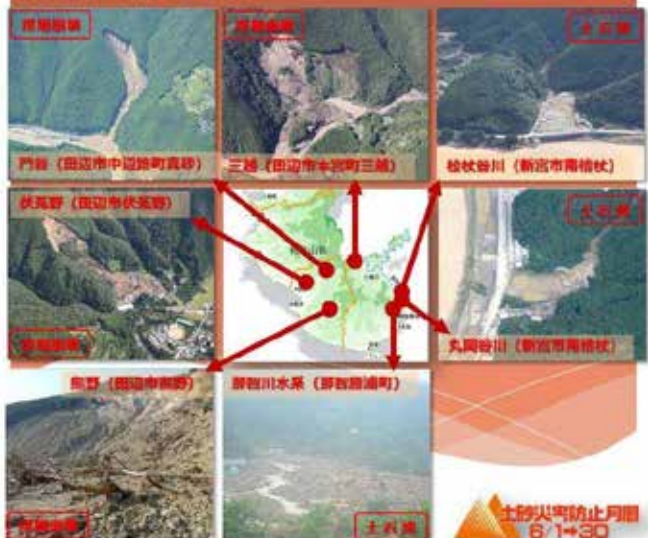 深層崩壊
深層崩壊
土石流
門谷（田辺市中辺路町真砂）
三越（田辺市本宮町三越）
桧杖谷川（新宮市南桧杖）
伏菟野（田辺市伏菟野）
土石流
深層崩壊
丸岡谷川（新宮市南桧杖）
熊野（田辺市熊野）
那智川水系（那智勝浦町）
深層崩壊
土石流
土砂災害防止月間
6/1➡30